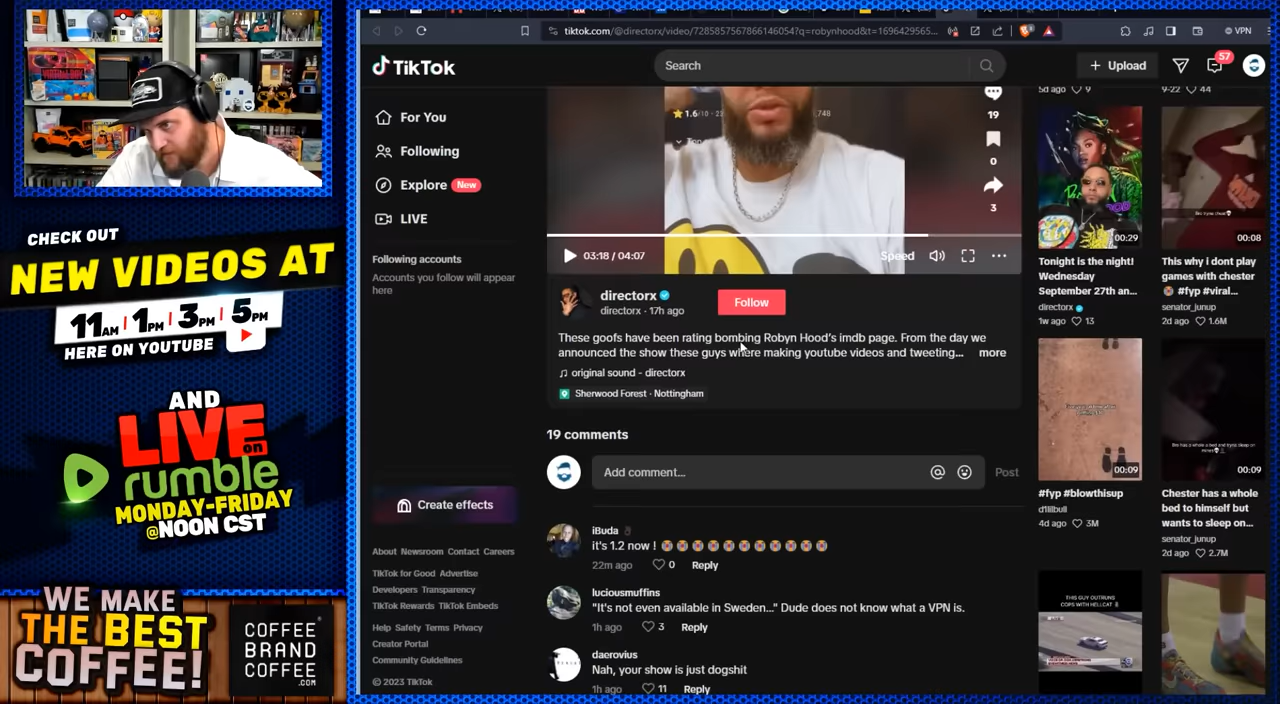 CHECK OUT
NEW VIDEOS AT
11AM | 1PM | 3PM | 5PM
HERE ON YOUTUBE
AND
LIVE on
rumble
MONDAY-FRIDAY
@NOON CST
WE MAKE
THE BEST
COFFEE!
COFFEE
BRAND
COFFEE
.COM
tiktok.com/@directorx/video/7285857567866146054?q=robynhood&t=1696429565...
VPN
TikTok
Search
+ Upload
57
For You
Following
Explore New
LIVE
Following accounts
Accounts you follow will appear
here
Create effects
About Newsroom Contact Careers
TikTok for Good Advertise
Developers Transparency
TikTok Rewards TikTok Embeds
Help Safety Terms Privacy
Creator Portal
Community Guidelines
© 2023 TikTok
1.6/10
748
19
0
3
03:18 / 04:07
Speed
directorx
directorx · 17h ago
Follow
These goofs have been rating bombing Robyn Hood's imdb page. From the day we
announced the show these guys where making youtube videos and tweeting... more
original sound - directorx
Sherwood Forest · Nottingham
19 comments
Add comment...
Post
iBuda
it's 1.2 now !
22m ago 0 Reply
luciousmuffins
"It's not even available in Sweden..." Dude does not know what a VPN is.
1h ago 3 Reply
daerovius
Nah, your show is just dogshit
1h ago 11 Reply
5d ago 9
9-22 44
00:29
Tonight is the night!
Wednesday
September 27th an...
directorx
1w ago 13
00:08
This why i dont play
games with chester
#fyp #viral...
senator_junup
2d ago 1.6M
00:09
#fyp #blowthisup
d1lilbull
4d ago 3M
00:09
Chester has a whole
bed to himself but
wants to sleep on...
senator_junup
2d ago 2.7M
THIS GUY OUTRUNS
COPS WITH HELLCAT